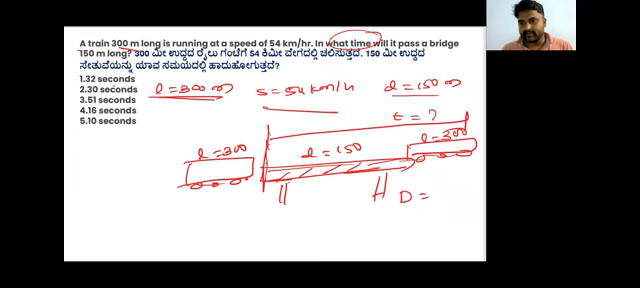 A train 300 m long is running at a speed of 54 km/hr. In what time will it pass a bridge
150 m long? 300 ಮೀ ಉದ್ದದ ರೈಲು ಗಂಟೆಗೆ 54 ಕಿಮೀ ವೇಗದಲ್ಲಿ ಚಲಿಸುತ್ತದೆ. 150 ಮೀ ಉದ್ದದ
ಸೇತುವೆಯನ್ನು ಯಾವ ಸಮಯದಲ್ಲಿ ಹಾದುಹೋಗುತ್ತದೆ?
1.32 seconds
2.30 seconds
3.51 seconds
4.16 seconds
5.10 seconds
l = 300 m
s = 54 km/h
d = 150 m
t = ?
l = 300
l = 300
d = 150
D =